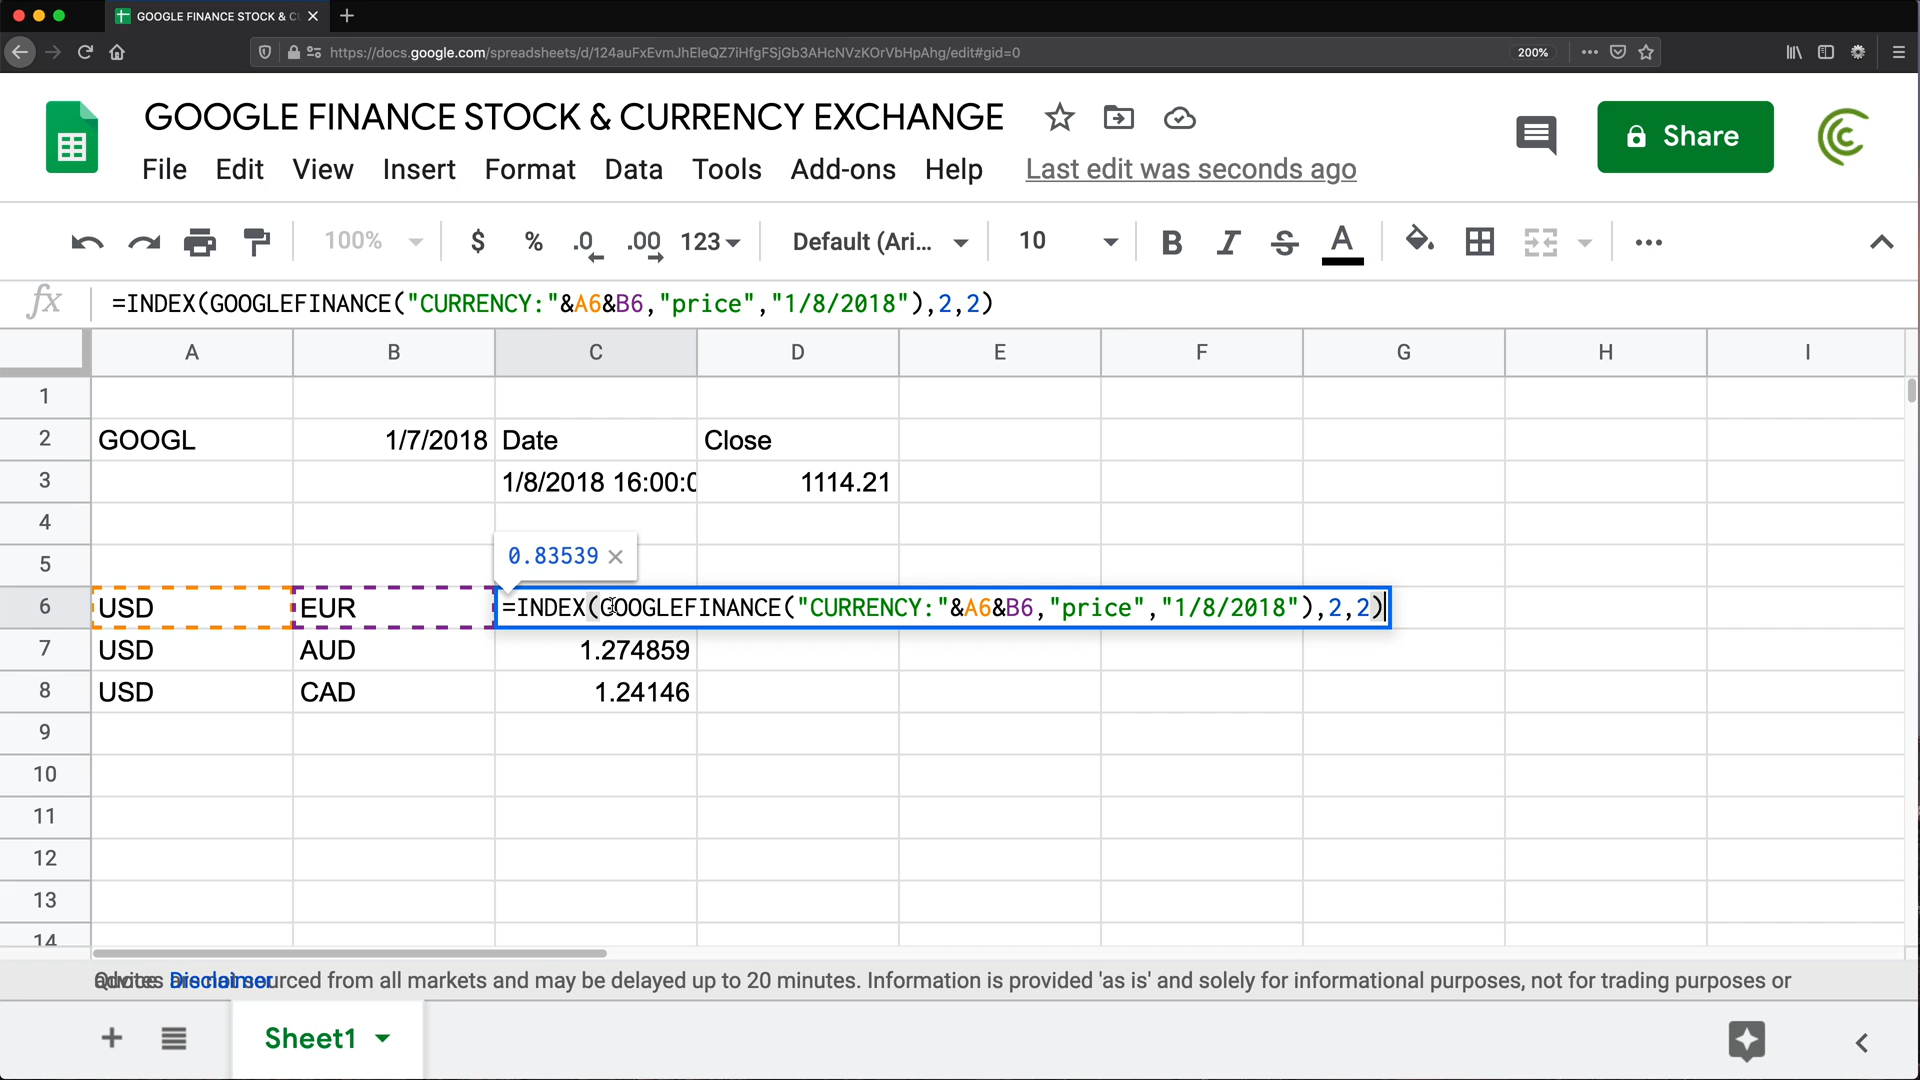 GOOGLE FINANCE STOCK & CU
https://docs.google.com/spreadsheets/d/124auFxEvmJhEleQZ7iHfgFSjGb3AHcNVzKOrVbHpAhg/edit#gid=0
200%
GOOGLE FINANCE STOCK & CURRENCY EXCHANGE
Share
File Edit View Insert Format Data Tools Add-ons Help Last edit was seconds ago
100% $ % .0 .00 123 Default (Ari... 10 B I S A
fx =INDEX(GOOGLEFINANCE("CURRENCY:"&A6&B6,"price","1/8/2018"),2,2)
A B C D E F G H I
1
2 GOOGL 1/7/2018 Date Close
3 1/8/2018 16:00:0 1114.21
4
5
0.83539
6 USD EUR =INDEX(GOOGLEFINANCE("CURRENCY:"&A6&B6,"price","1/8/2018"),2,2)
7 USD AUD 1.274859
8 USD CAD 1.24146
9
10
11
12
13
14
sourced from all markets and may be delayed up to 20 minutes. Information is provided 'as is' and solely for informational purposes, not for trading purposes or
Disclaimer
Sheet1